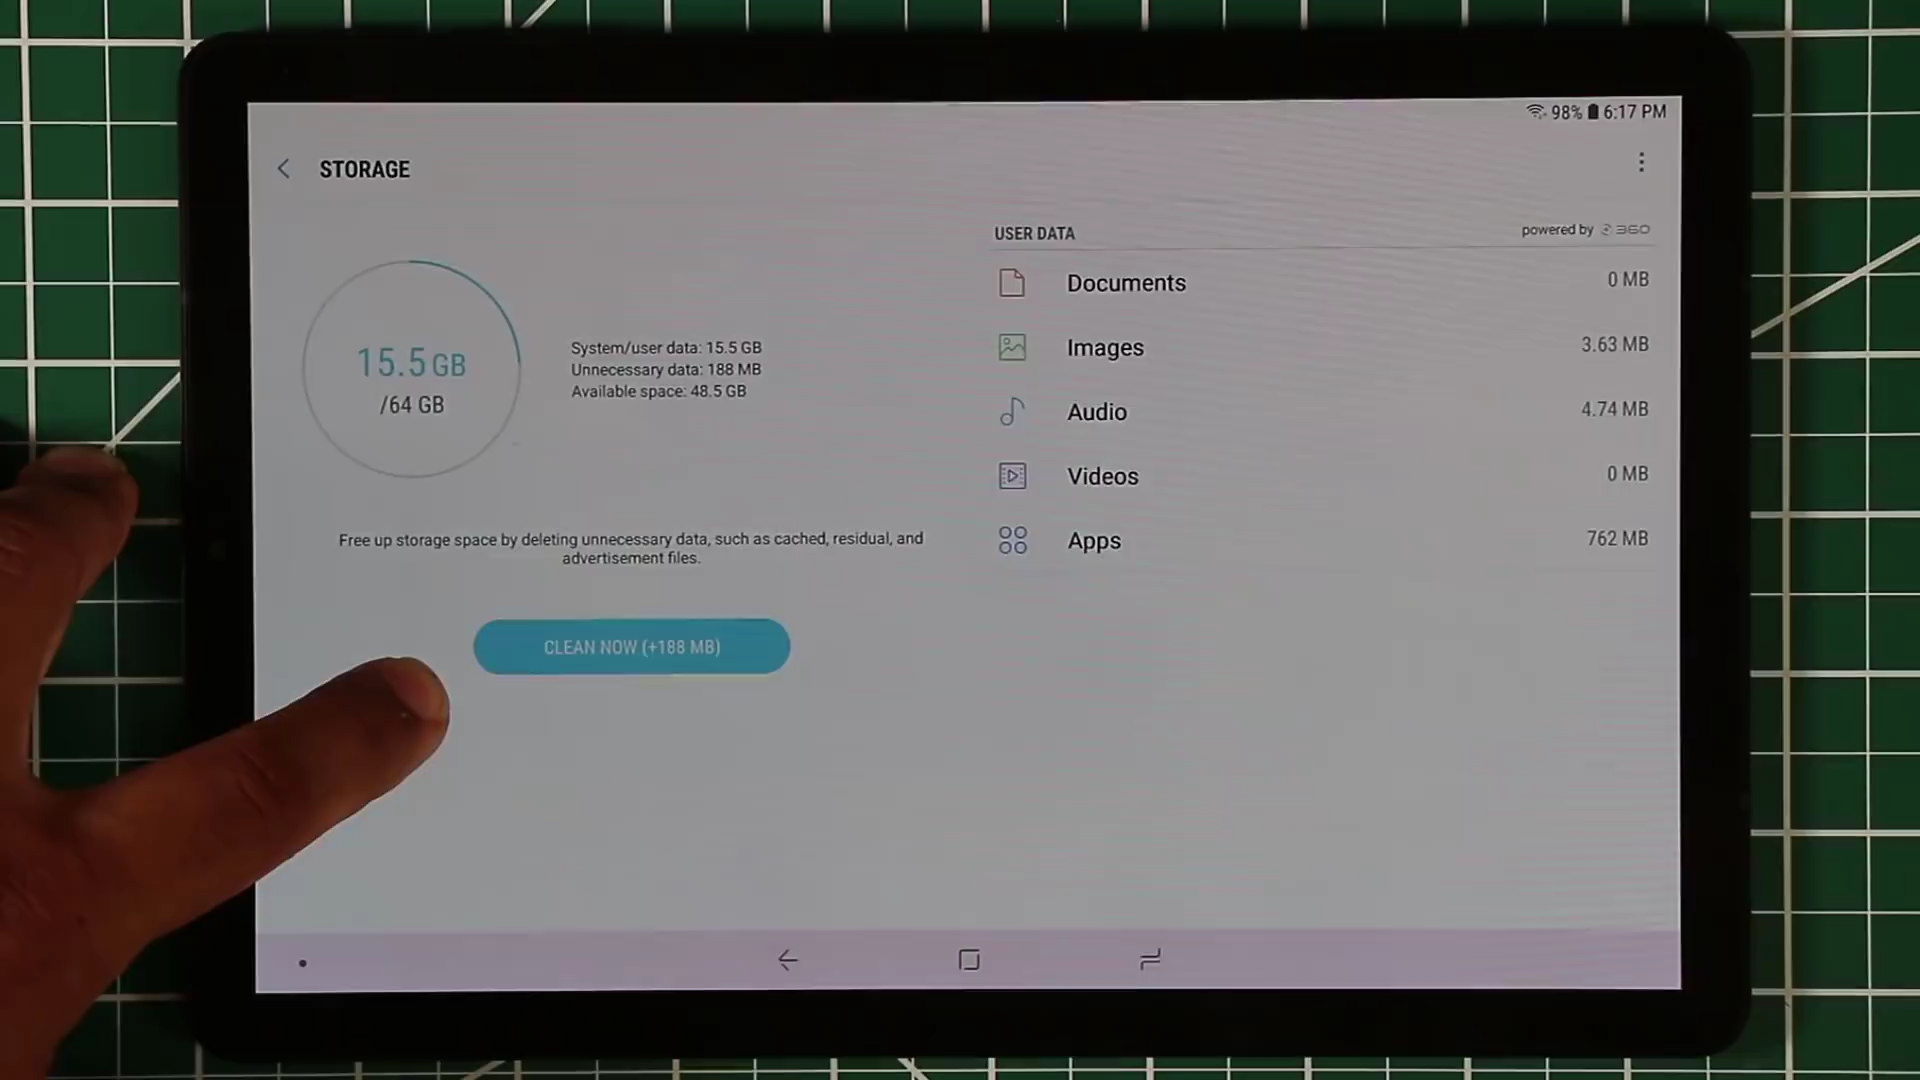 98% 6:17 PM
STORAGE
15.5 GB
/64 GB
System/user data: 15.5 GB
Unnecessary data: 188 MB
Available space: 48.5 GB
Free up storage space by deleting unnecessary data, such as cached, residual, and
advertisement files.
CLEAN NOW (+188 MB)
USER DATA
powered by 360
Documents 0 MB
Images 3.63 MB
Audio 4.74 MB
Videos 0 MB
Apps 762 MB